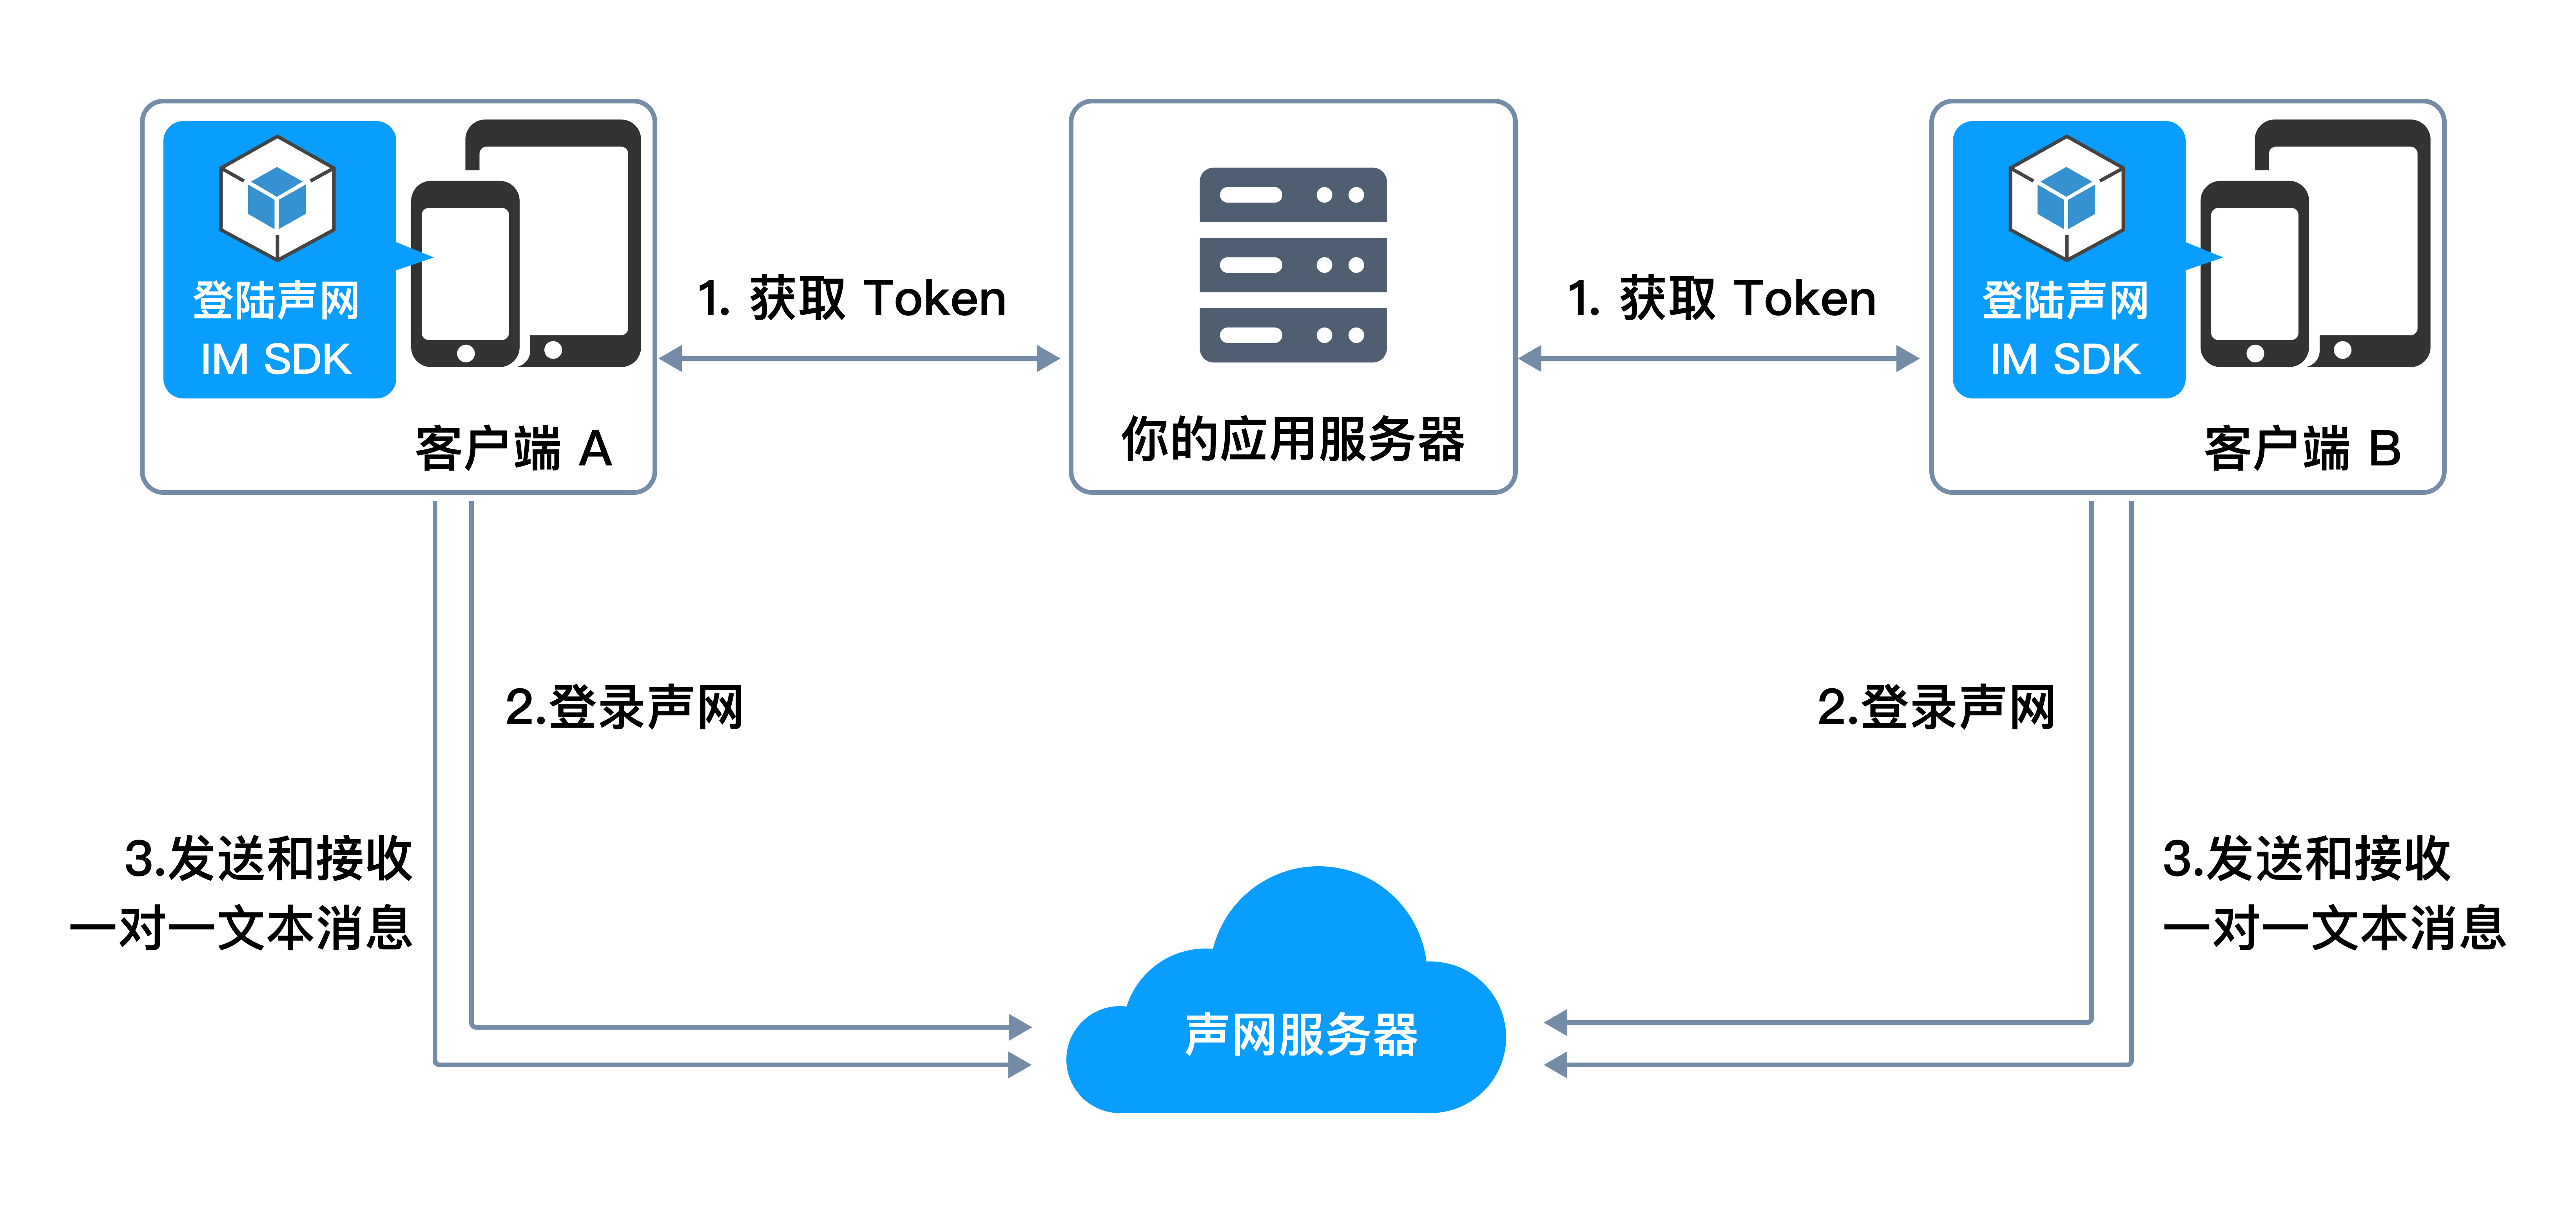 登陆声网
IM SDK
客户端 A
1. 获取 Token
你的应用服务器
1. 获取 Token
登陆声网
IM SDK
客户端 B
2.登录声网
2.登录声网
3.发送和接收
一对一文本消息
3.发送和接收
一对一文本消息
声网服务器